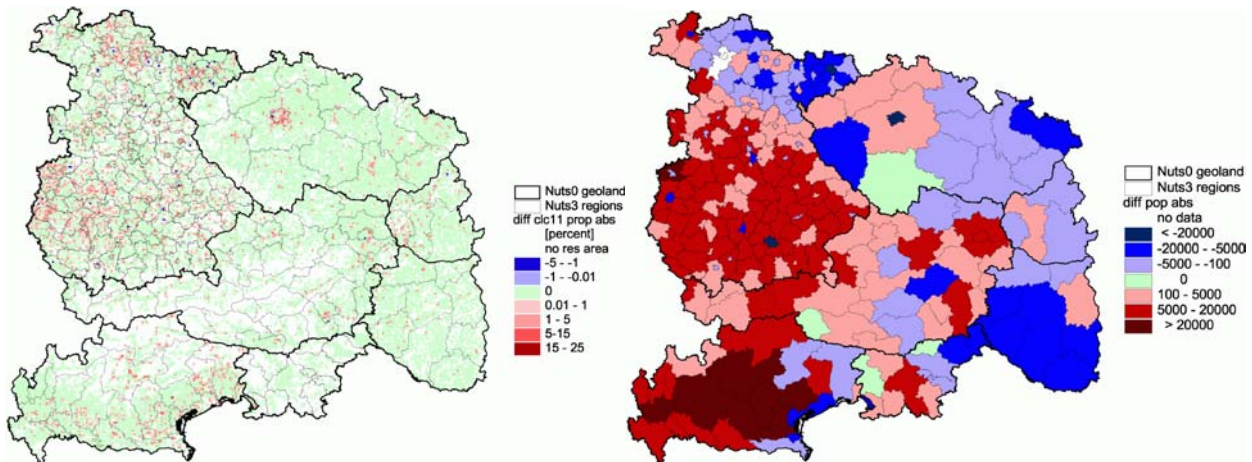 Nuts0 geoland
Nuts3 regions
diff clc11 prop abs
[percent]
no res area
-5 - -1
-1 - -0.01
0
0.01 - 1
1 - 5
5-15
15 - 25
Nuts0 geoland
Nuts3 regions
diff pop abs
no data
< -20000
-20000 - -5000
-5000 - -100
0
100 - 5000
5000 - 20000
> 20000